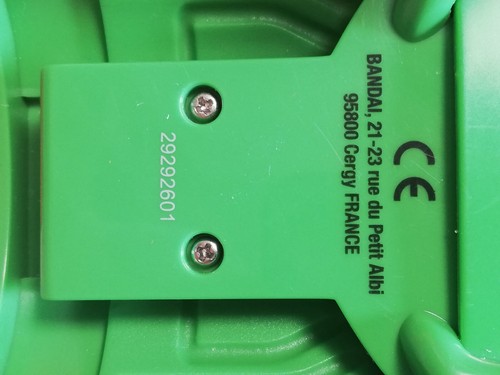 CE
BANDAI, 21-23 rue du Petit Albi
95800 Cergy FRANCE
29292601